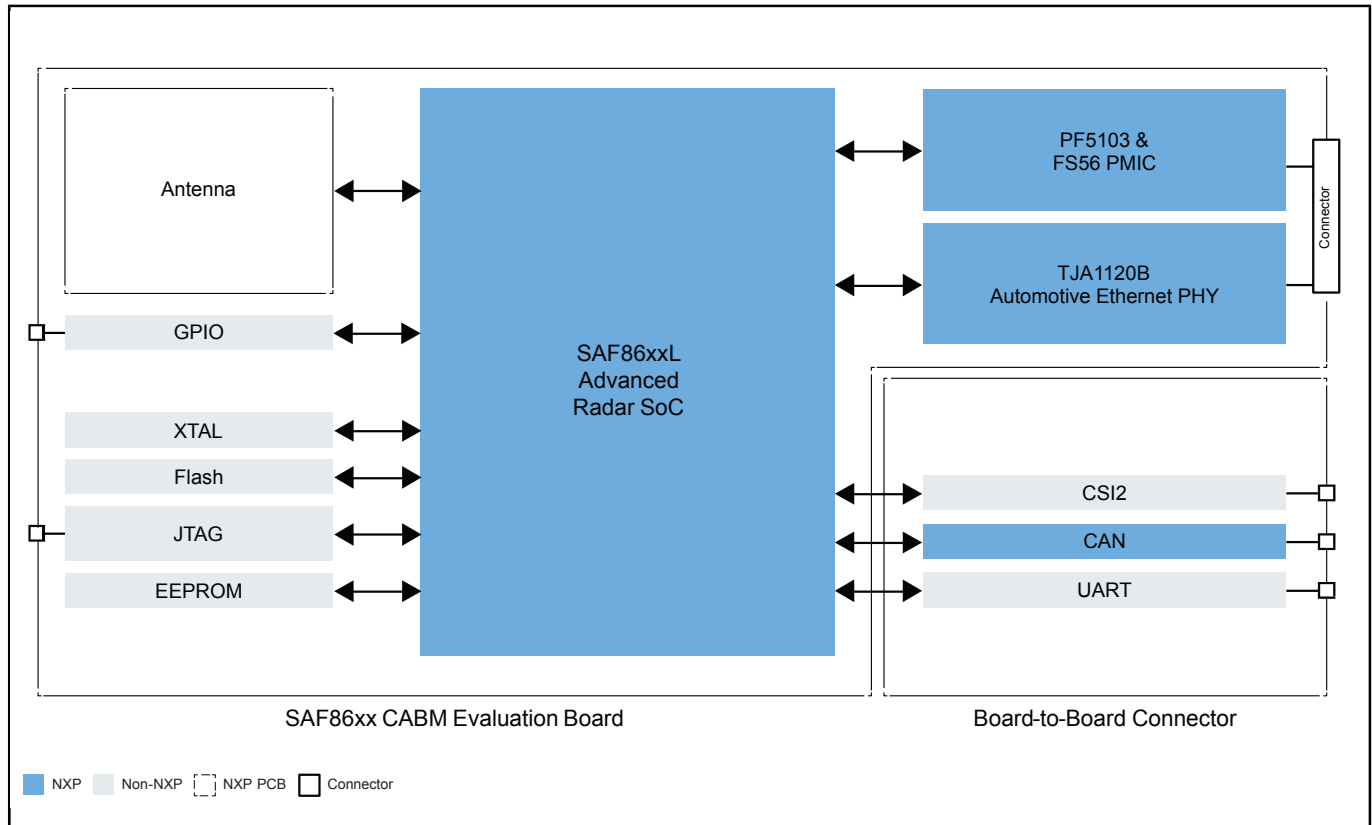 Antenna
GPIO
XTAL
Flash
JTAG
EEPROM
SAF86xxL
Advanced
Radar SoC
PF5103 &
FS56 PMIC
TJA1120B
Automotive Ethernet PHY
Connector
CSI2
CAN
UART
SAF86xx CABM Evaluation Board
Board-to-Board Connector
NXP
Non-NXP
NXP PCB
Connector